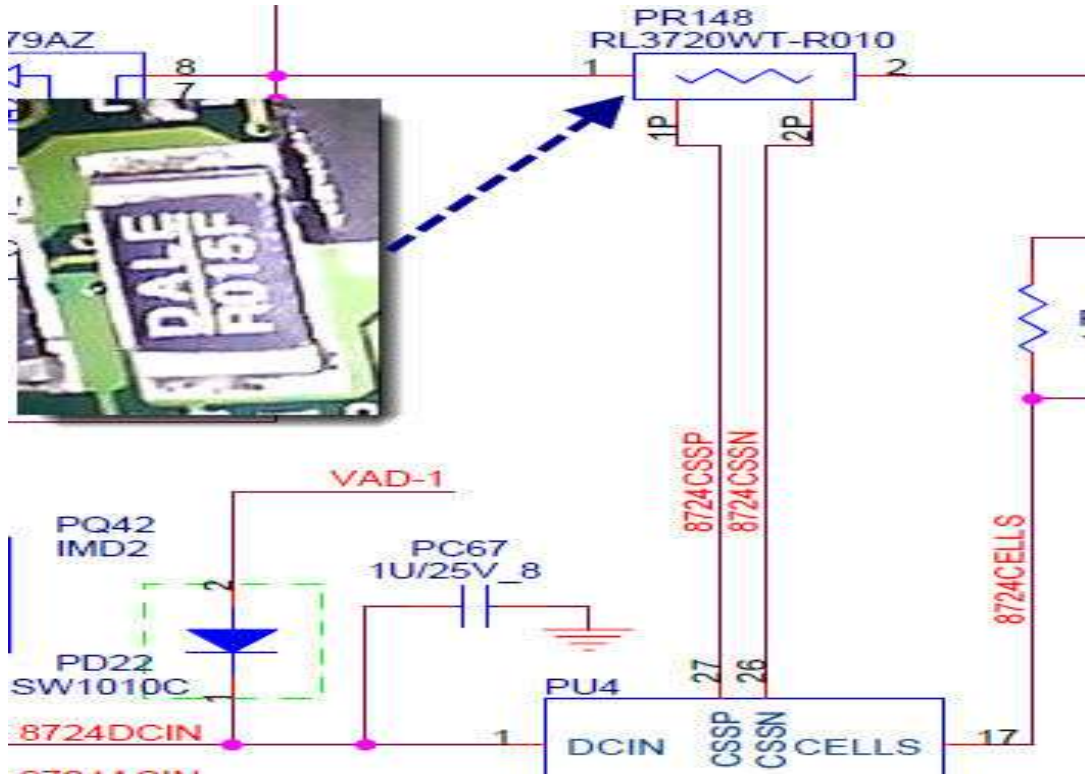 PR148
RL3720WT-R010
79AZ
8
7
1
2
1P
2P
DALE
R015F
8724CSSP
8724CSSN
8724CELLS
VAD-1
PQ42
IMD2
2
PC67
1U/25V_8
PD22
SW1010C
1
27
26
PU4
8724DCIN
1
DCIN
CSSP
CSSN
CELLS
17